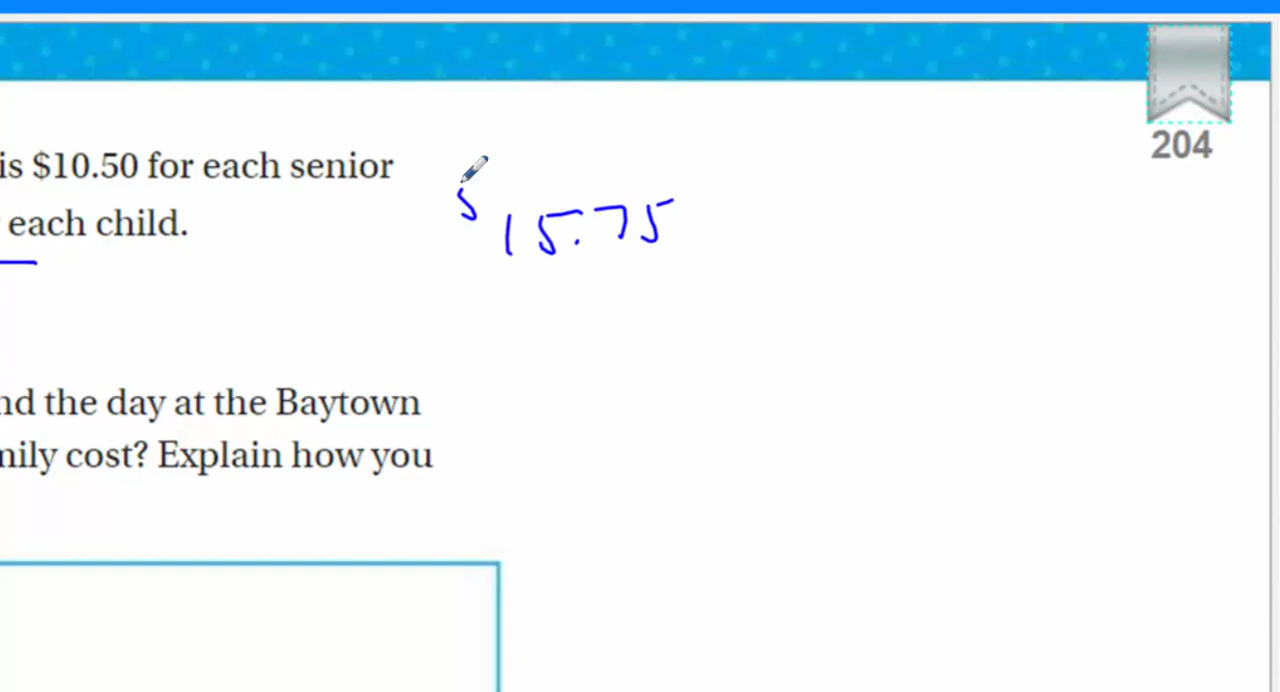 204
is $10.50 for each senior
each child.
$ 15.75
nd the day at the Baytown
mily cost? Explain how you